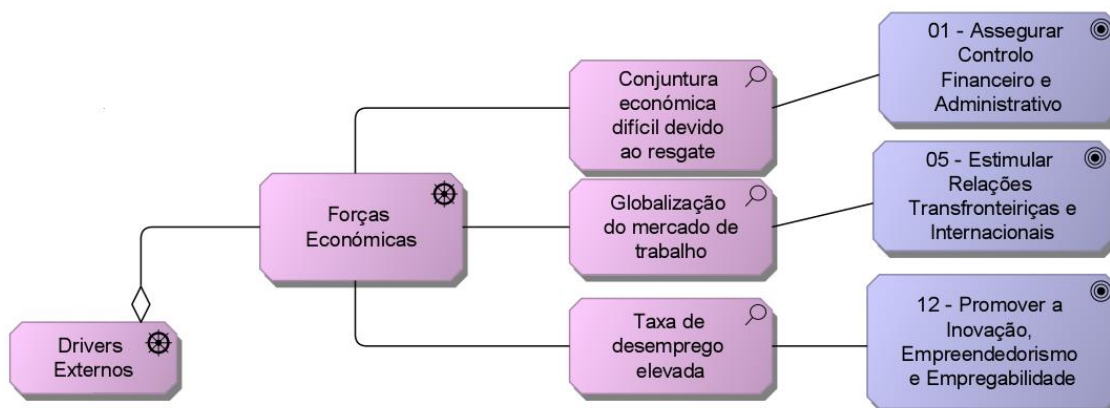 01 - Assegurar
Controlo
Financeiro e
Administrativo
Conjuntura
económica
difícil devido
ao resgate
05 - Estimular
Relações
Transfronteiriças e
Internacionais
Globalização
do mercado de
trabalho
Forças
Económicas
12 - Promover a
Inovação,
Empreendedorismo
e Empregabilidade
Taxa de
desemprego
elevada
Drivers
Externos